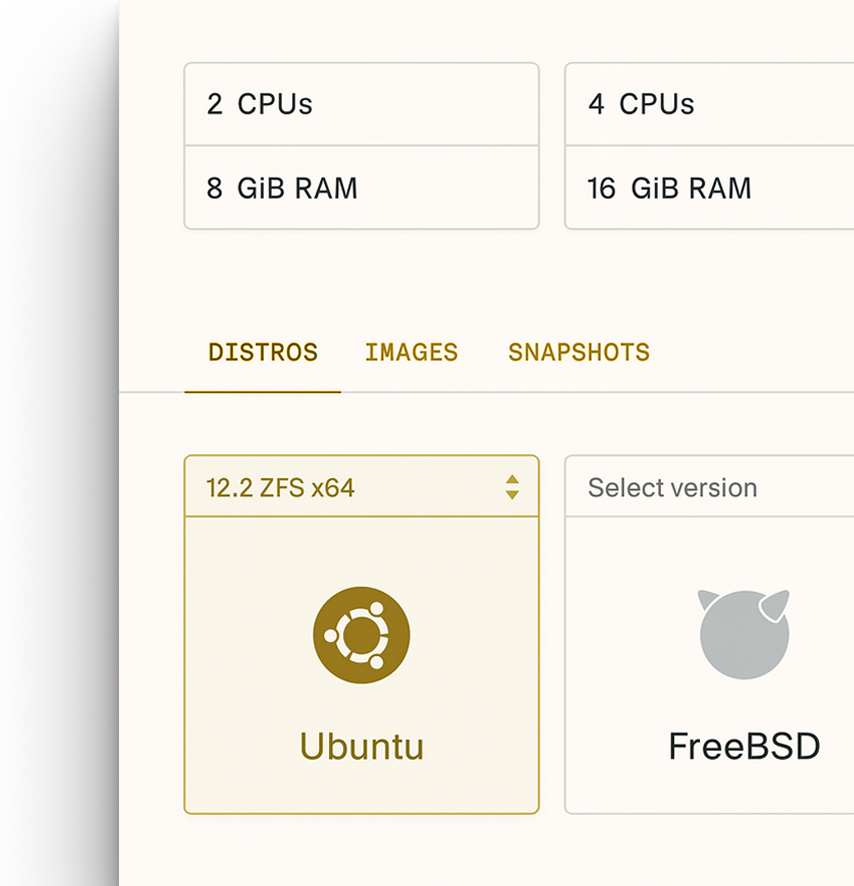 2 CPUs
4 CPUs
8 GiB RAM
16 GiB RAM
DISTROS IMAGES SNAPSHOTS
12.2 ZFS x64
Select version
Ubuntu
FreeBSD